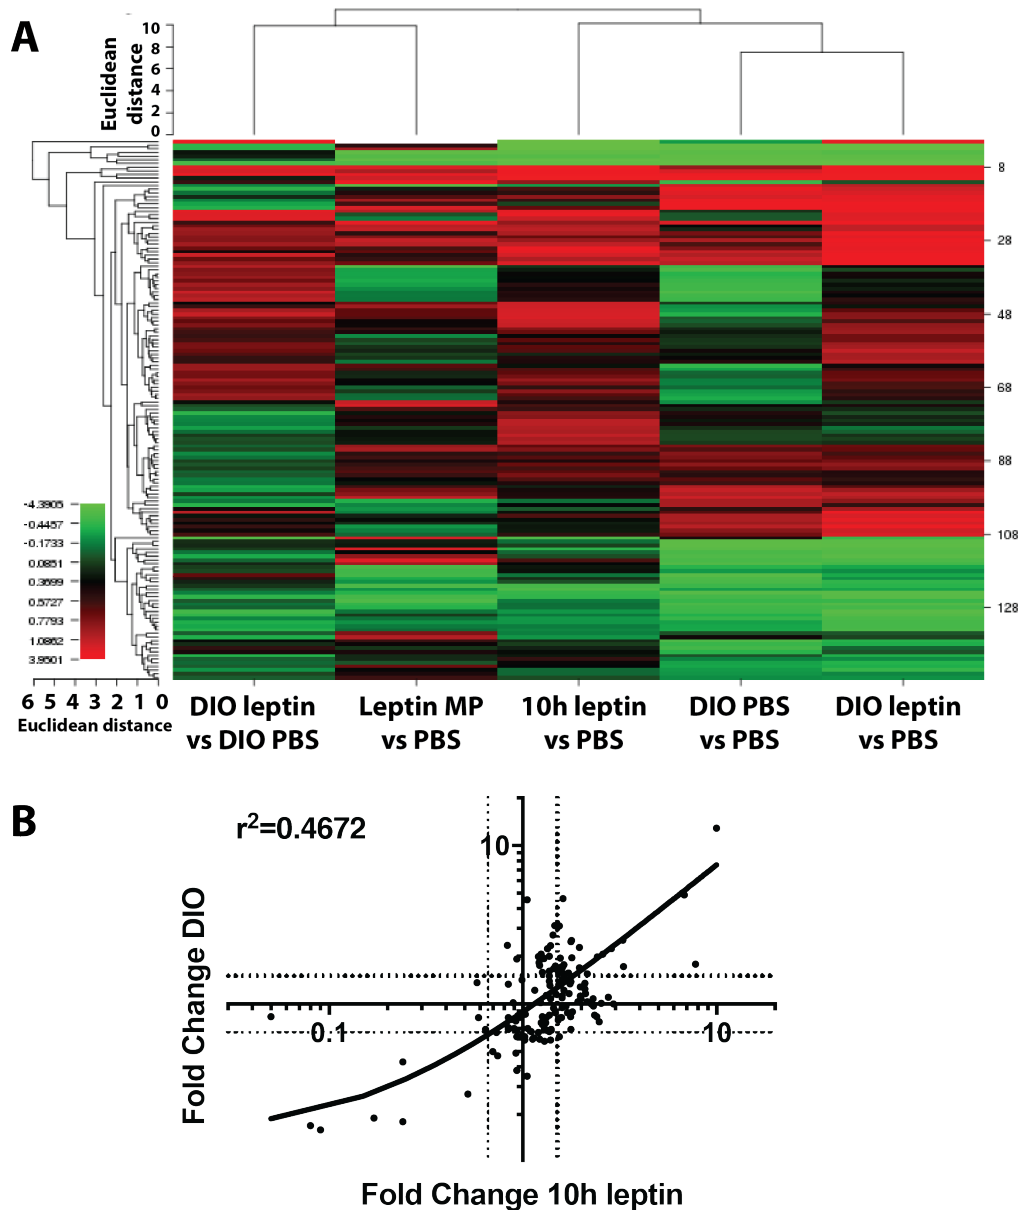 A
Euclidean
distance
10
8
6
4
2
0
8
28
48
68
88
108
128
-4.3905
-0.4457
-0.1733
0.0851
0.3699
0.5727
0.7793
1.0862
3.9501
6 5 4 3 2 1 0
Euclidean distance
DIO leptin
vs DIO PBS
Leptin MP
vs PBS
10h leptin
vs PBS
DIO PBS
vs PBS
DIO leptin
vs PBS
B
r²=0.4672
10
Fold Change DIO
0.1
10
Fold Change 10h leptin